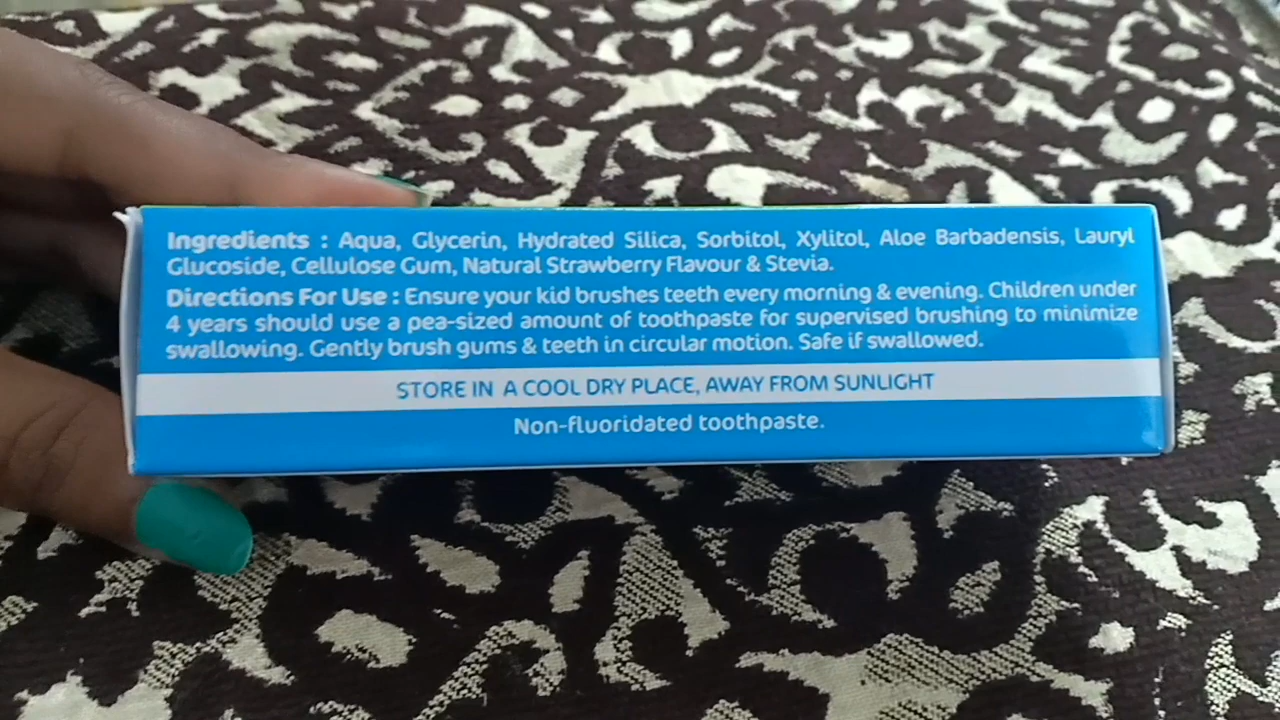 Ingredients : Aqua, Glycerin, Hydrated Silica, Sorbitol, Xylitol, Aloe Barbadensis, Lauryl
Glucoside, Cellulose Gum, Natural Strawberry Flavour & Stevia.
Directions For Use : Ensure your kid brushes teeth every morning & evening. Children under
4 years should use a pea-sized amount of toothpaste for supervised brushing to minimize
swallowing. Gently brush gums & teeth in circular motion. Safe if swallowed.
STORE IN A COOL DRY PLACE, AWAY FROM SUNLIGHT
Non-fluoridated toothpaste.